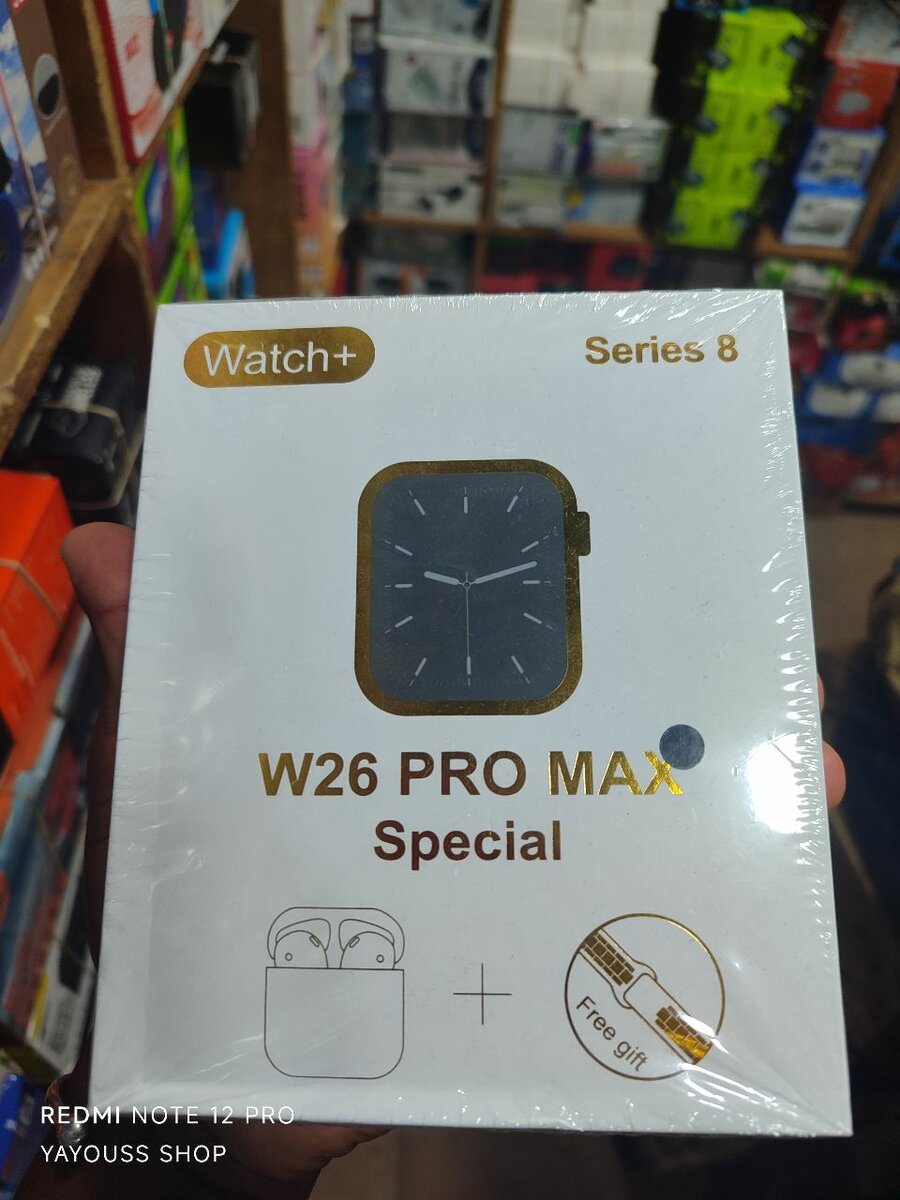 Watch+
Series 8
W26 PRO MAX
Special
Free gift
REDMI NOTE 12 PRO
YAYOUSS SHOP